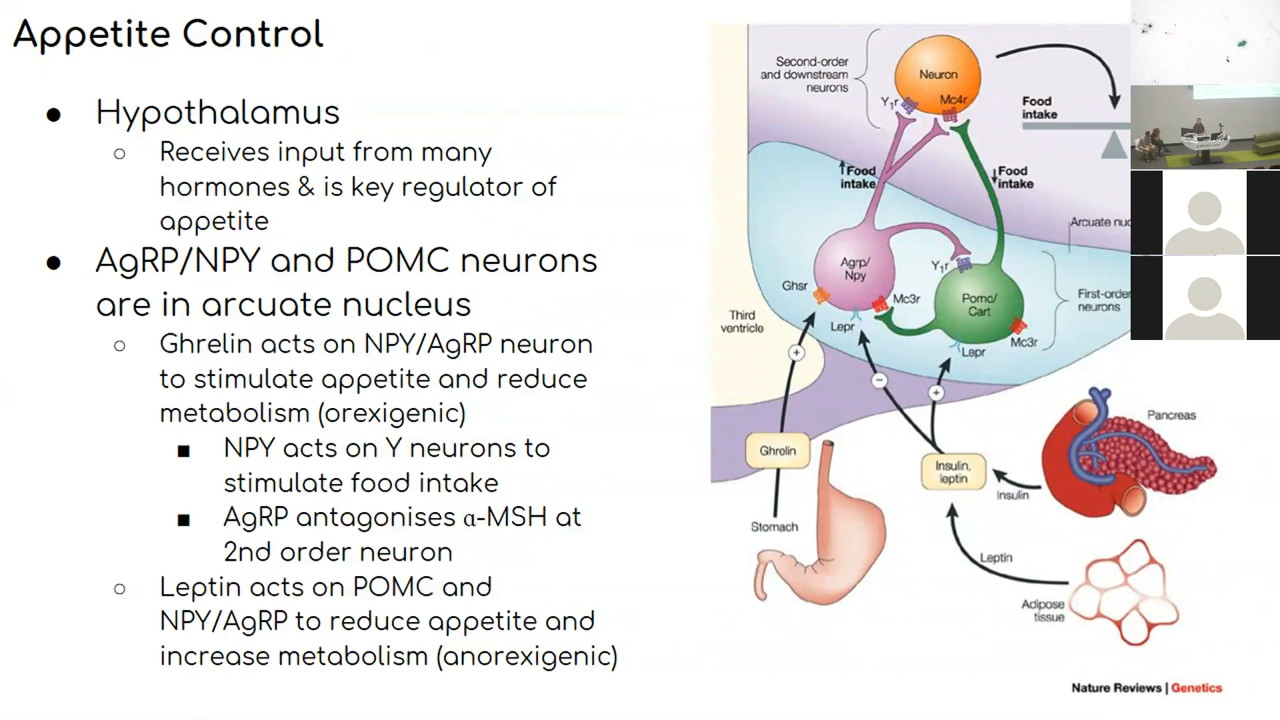 Appetite Control
● Hypothalamus
○ Receives input from many
hormones & is key regulator of
appetite
● AgRP/NPY and POMC neurons
are in arcuate nucleus
○ Ghrelin acts on NPY/AgRP neuron
to stimulate appetite and reduce
metabolism (orexigenic)
■ NPY acts on Y neurons to
stimulate food intake
■ AgRP antagonises α-MSH at
2nd order neuron
○ Leptin acts on POMC and
NPY/AgRP to reduce appetite and
increase metabolism (anorexigenic)
Second-order
and downstream
neurons
Neuron
Y₁r
Mc4r
Food
intake
↑Food
intake
↓Food
intake
Arcuate nuc
Agrp/
Npy
Y₁r
Ghsr
Mc3r
Pomc/
Cart
First-order
neurons
Third
ventricle
Lepr
Mc3r
Lepr
+
−
+
Ghrelin
Insulin,
leptin
Pancreas
Insulin
Stomach
Leptin
Adipose
tissue
Nature Reviews | Genetics